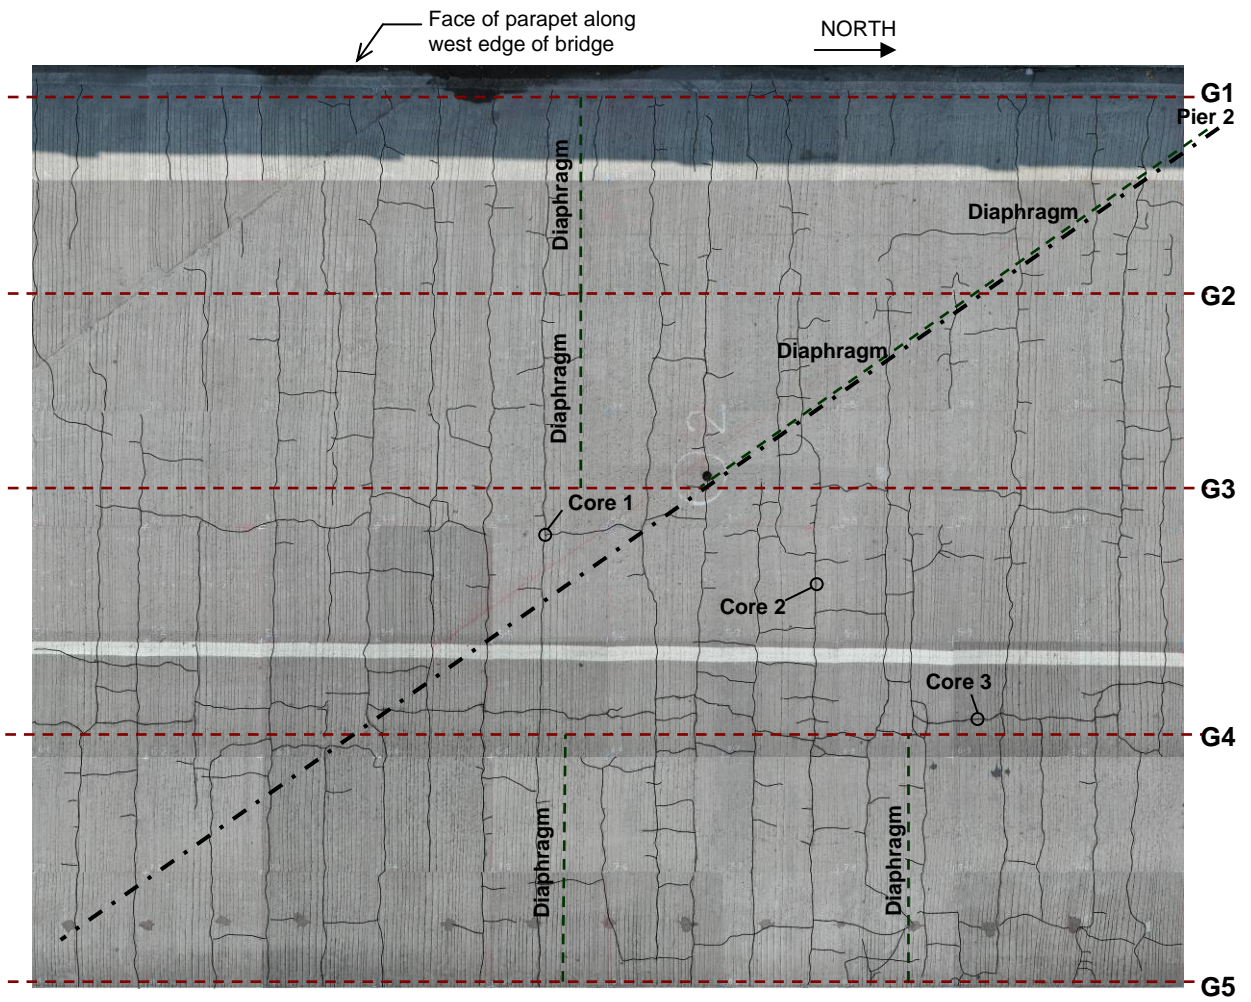 Face of parapet along
west edge of bridge
NORTH
G1
Pier 2
Diaphragm
Diaphragm
G2
Diaphragm
Diaphragm
2
G3
Core 1
Core 2
Core 3
G4
Diaphragm
Diaphragm
G5